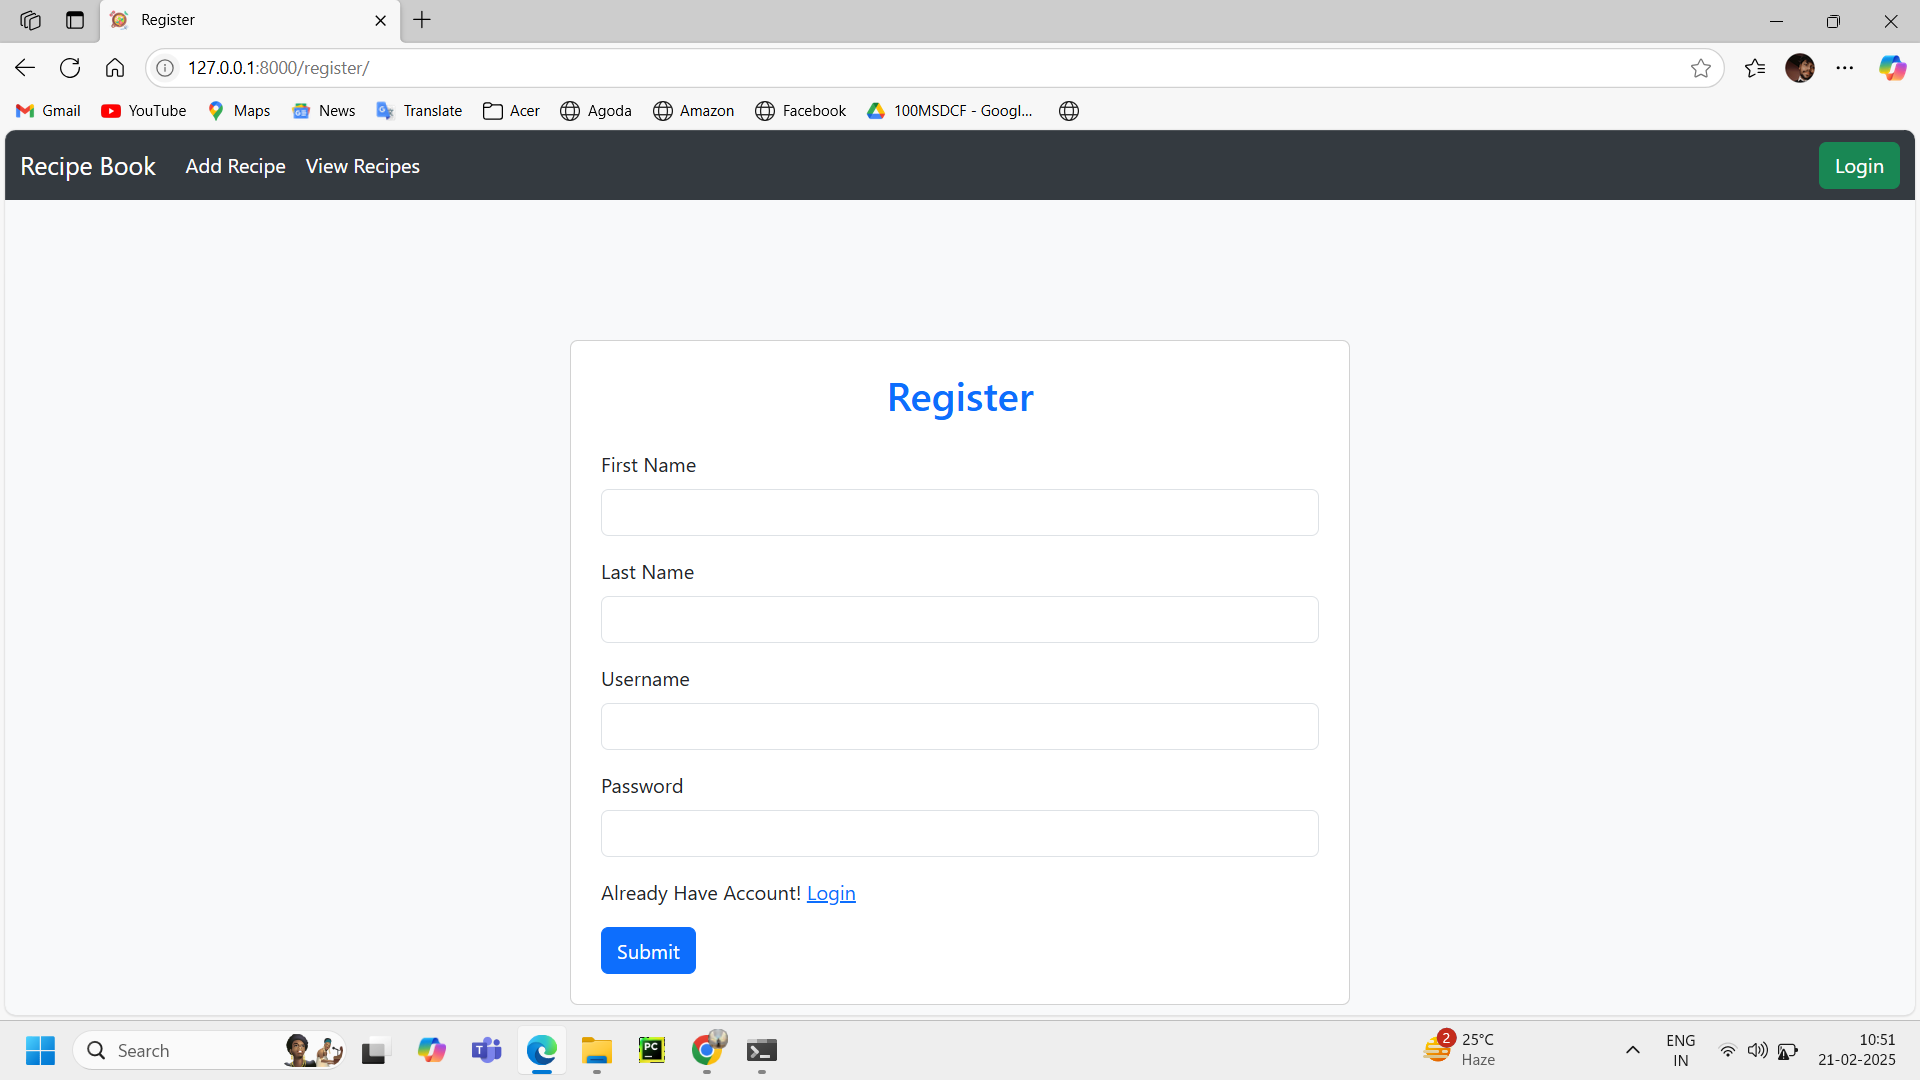 Register
127.0.0.1:8000/register/
Gmail YouTube Maps News Translate Acer Agoda Amazon Facebook 100MSDCF - Googl...
Recipe Book Add Recipe View Recipes Login
Register
First Name
Last Name
Username
Password
Already Have Account! Login
Submit
Search
PC
2
25°C
Haze
ENG
IN
10:51
21-02-2025